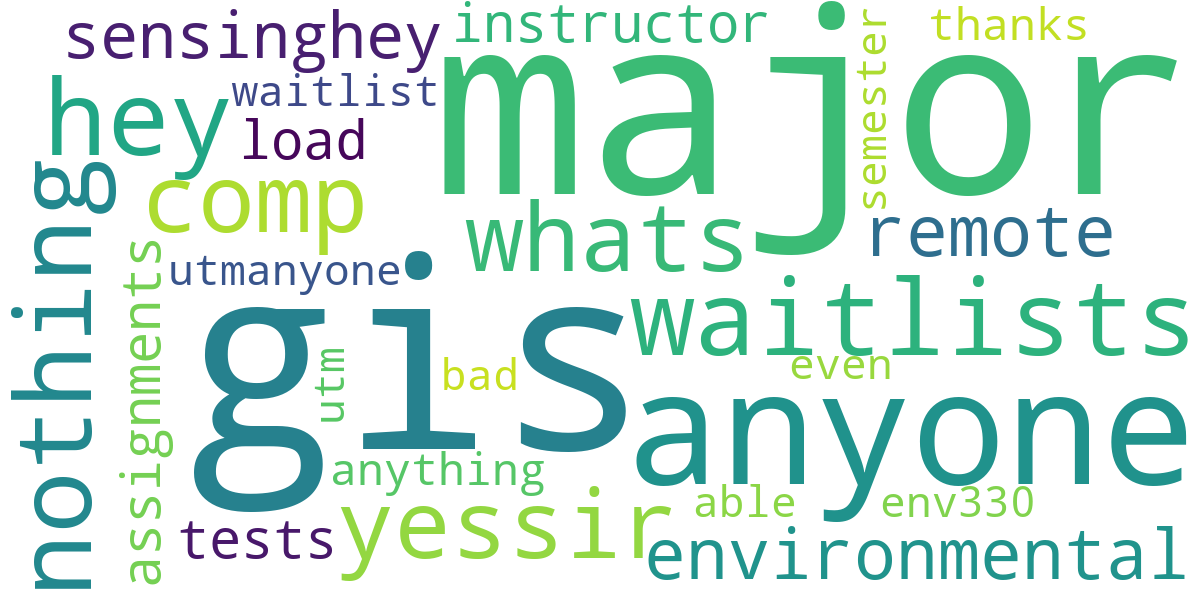 sensinghey
instructor
major
thanks
semester
hey
waitlist
load
nothing
comp
whats
remote
assignments
utmanyone
gis
waitlists
utm
bad
even
anyone
anything
tests
yessir
able
env330
environmental